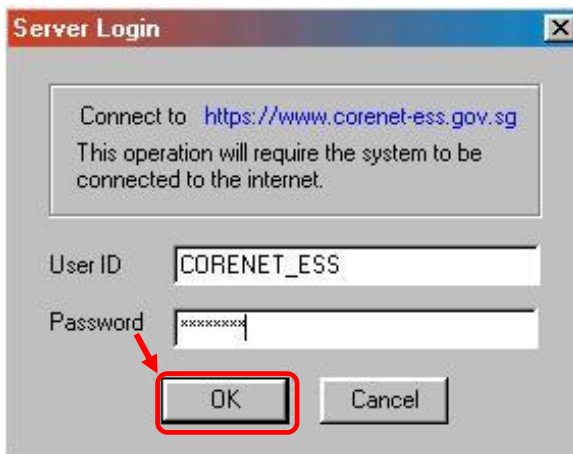 Server Login
Connect to https://www.corenet-ess.gov.sg
This operation will require the system to be
connected to the internet.
User ID CORENET_ESS
Password ********
OK Cancel